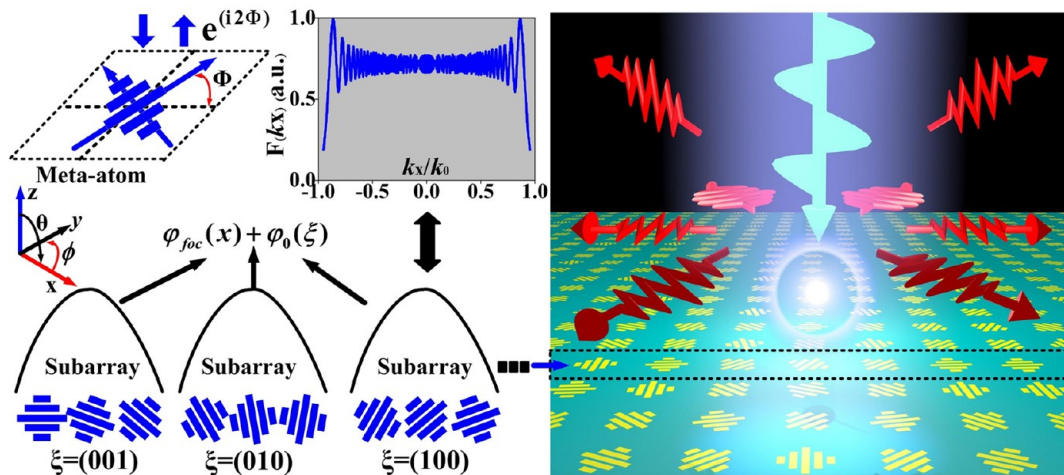 e^(i2Φ)
Φ
Meta-atom
F(kx) (a.u.)
1.0
0.5
0.0
kx/k0
-1.0 -0.5 0.0 0.5 1.0
z
θ
y
ϕ
x
φfoc(x)+φ0(ξ)
Subarray Subarray Subarray
ξ=(001) ξ=(010) ξ=(100)